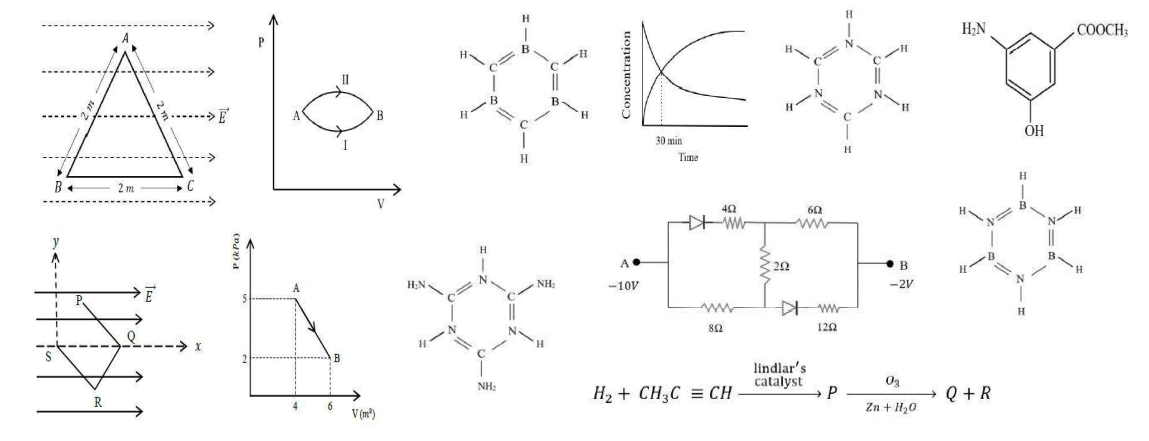 A
2 m
2 m
E
B
2 m
C
P
II
A
B
I
V
H
B
H
C
C
H
H
B
B
H
C
H
Concentration
30 min
Time
H
N
H
C
C
H
H
N
N
H
C
H
H₂N
COOCH₃
OH
y
P
E
Q
x
S
R
P (kPa)
5
A
2
B
4
6
V(m³)
H
N
H₂N
C
C
NH₂
N
N
H
H
C
NH₂
4Ω
6Ω
A
−10V
2Ω
B
−2V
8Ω
12Ω
H
B
H
N
N
H
H
B
B
H
N
H
H₂ + CH₃C ≡ CH lindlar's catalyst P O₃ Zn + H₂O Q + R